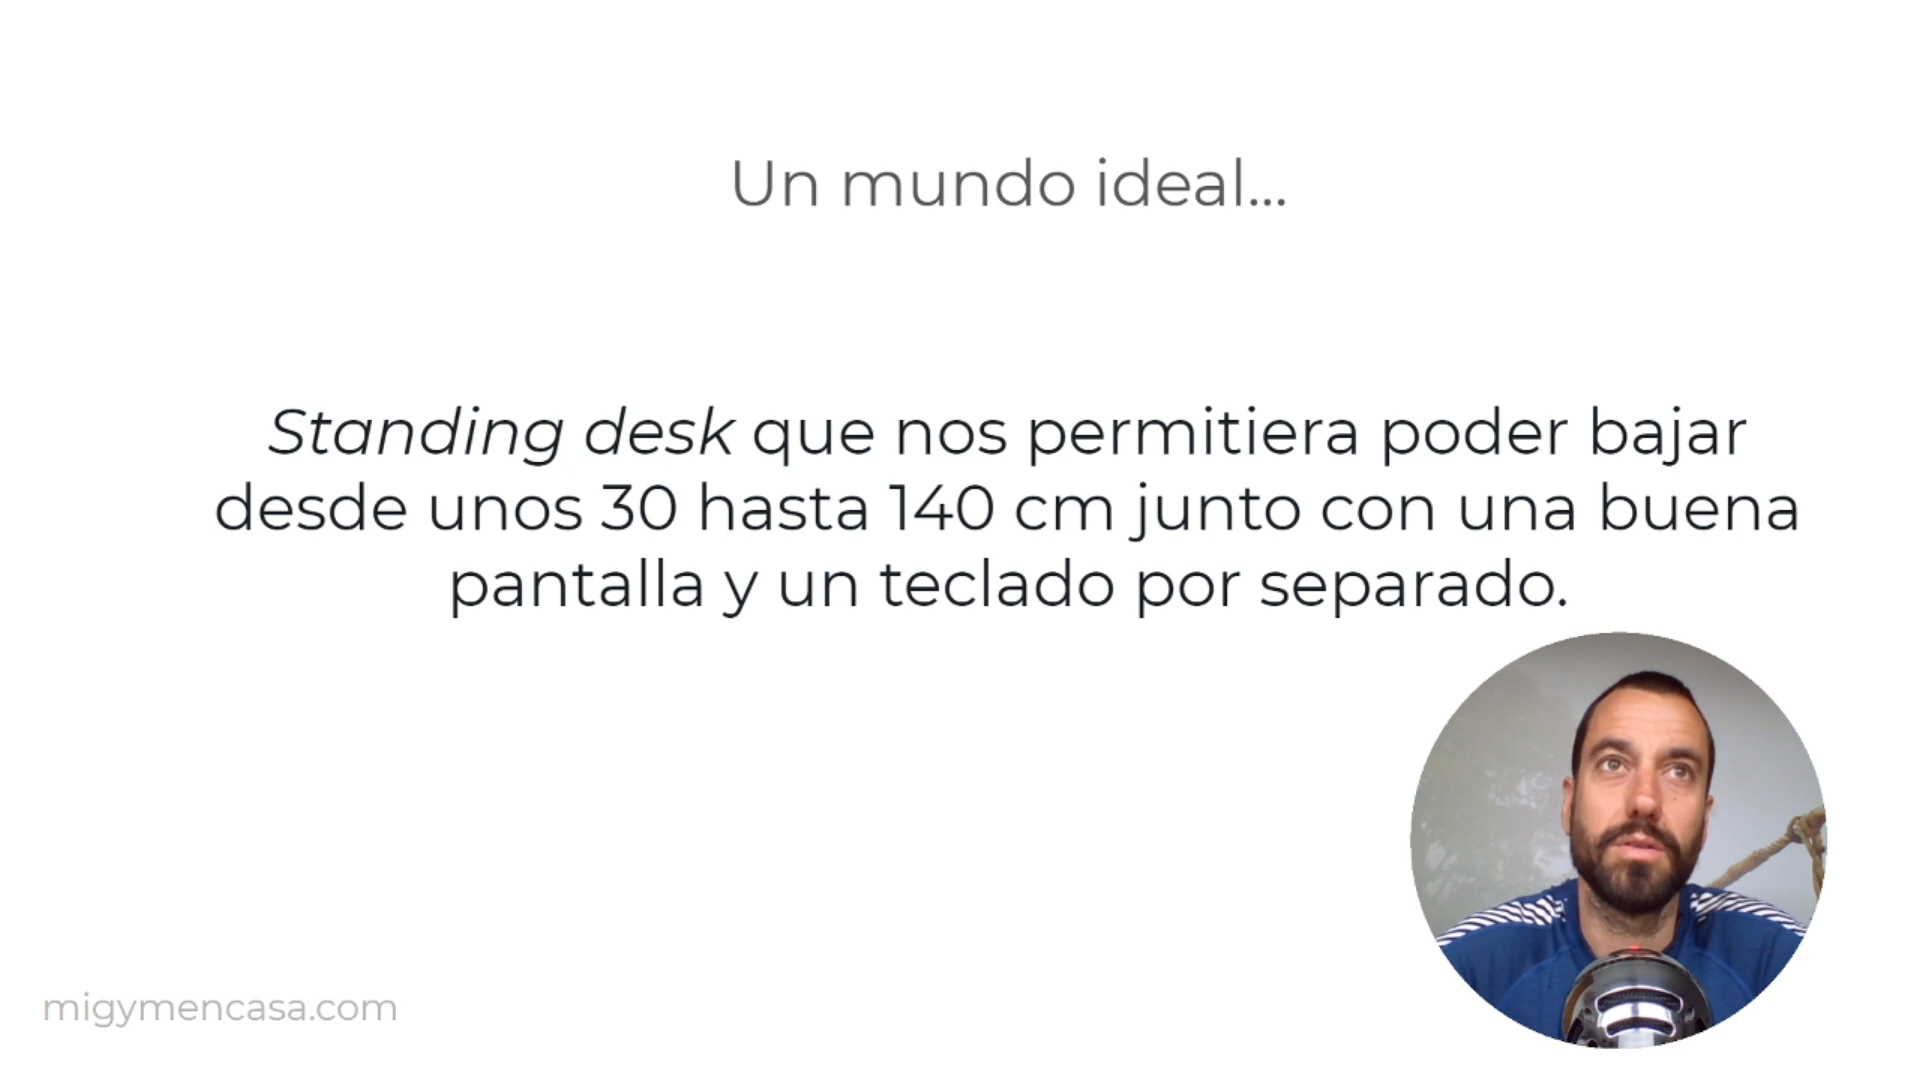 Un mundo ideal...
Standing desk que nos permitiera poder bajar
desde unos 30 hasta 140 cm junto con una buena
pantalla y un teclado por separado.
migymencasa.com